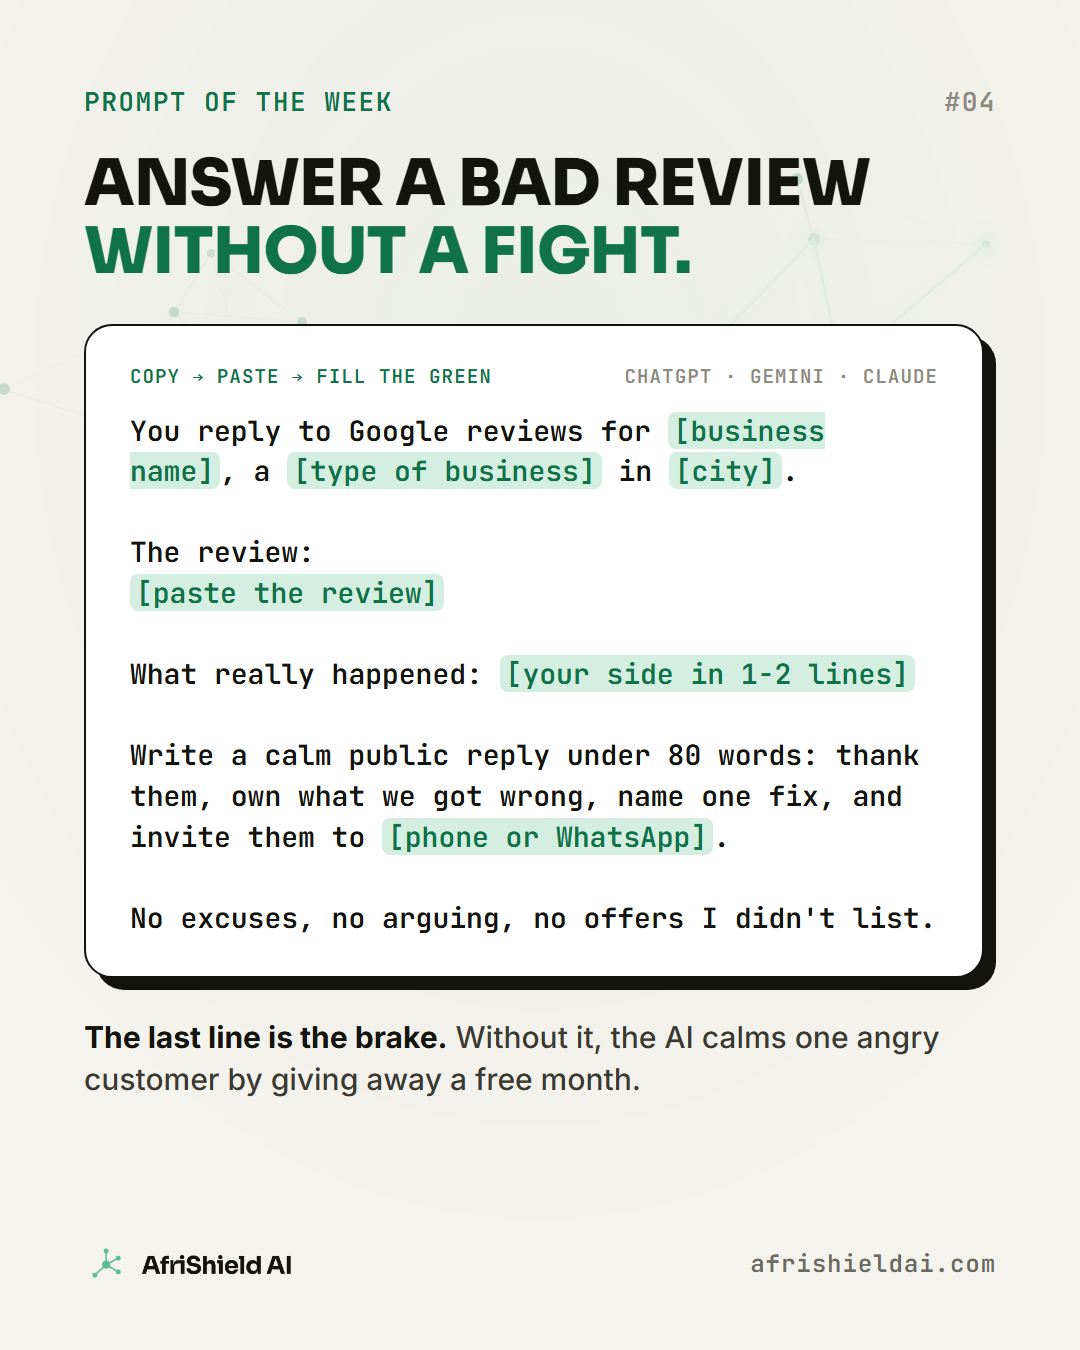 PROMPT OF THE WEEK
#04
ANSWER A BAD REVIEW
WITHOUT A FIGHT.
COPY → PASTE → FILL THE GREEN
CHATGPT · GEMINI · CLAUDE
You reply to Google reviews for [business
name], a [type of business] in [city].
The review:
[paste the review]
What really happened: [your side in 1-2 lines]
Write a calm public reply under 80 words: thank
them, own what we got wrong, name one fix, and
invite them to [phone or WhatsApp].
No excuses, no arguing, no offers I didn't list.
The last line is the brake. Without it, the AI calms one angry
customer by giving away a free month.
AfriShield AI
afrishieldai.com